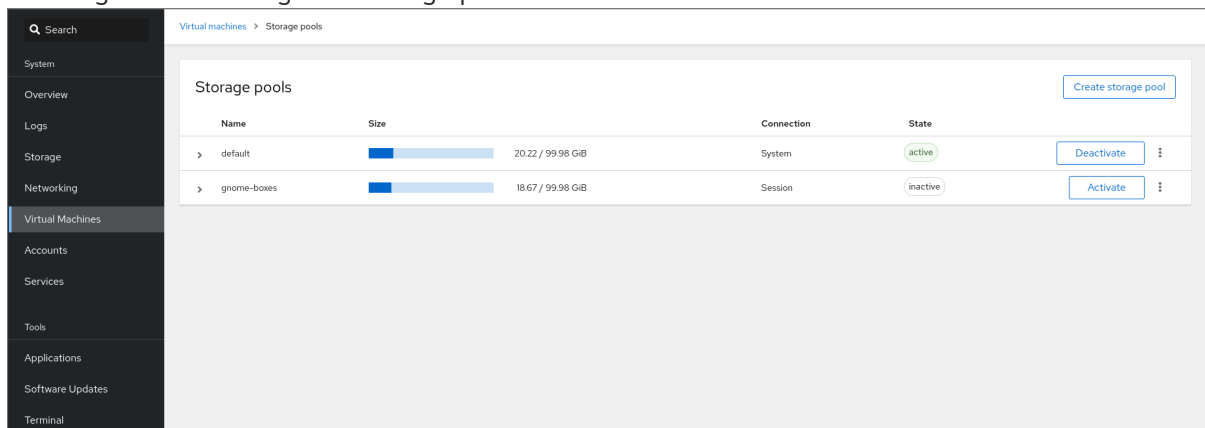 Search
Virtual machines > Storage pools
System
Overview
Logs
Storage
Networking
Virtual Machines
Accounts
Services
Tools
Applications
Software Updates
Terminal
Storage pools
Create storage pool
Name Size Connection State
default 20.22 / 99.98 GiB System active Deactivate
gnome-boxes 18.67 / 99.98 GiB Session inactive Activate